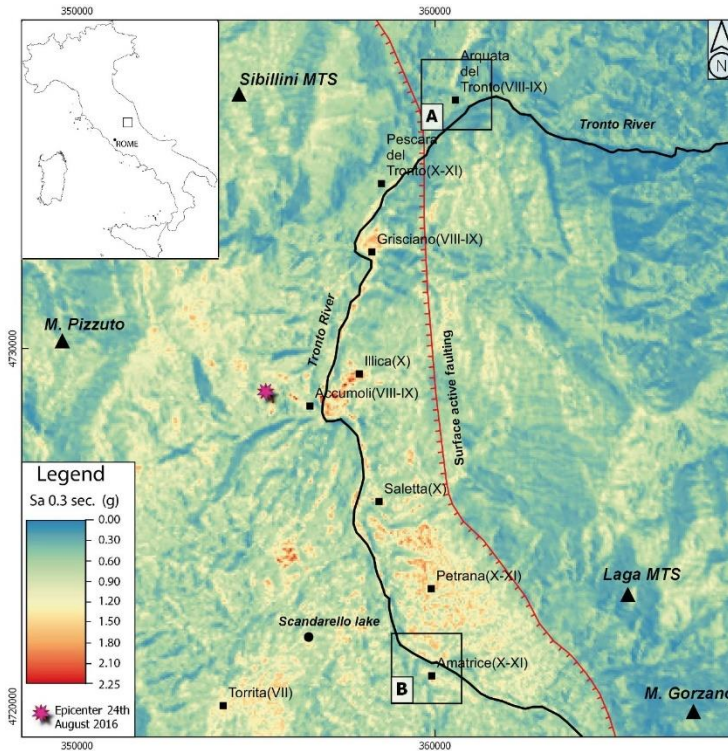 350000
360000
Sibillini MTS
Arquata
del
Tronto(VIII-IX)
N
A
ROME
Tronto River
Pescara
del
Tronto(X-XI)
Grisciano(VIII-IX)
M. Pizzuto
4730000
Tronto River
Illica(X)
Accumoli(VIII-IX)
Surface active faulting
Legend
Sa 0.3 sec. (g)
0.00
0.30
0.60
0.90
1.20
1.50
1.80
2.10
2.25
Epicenter 24th
August 2016
Saletta(X)
Petrana(X-XI)
Laga MTS
Scandarello lake
Amatrice(X-XI)
B
Torrita(VII)
M. Gorzano
4720000
350000
360000